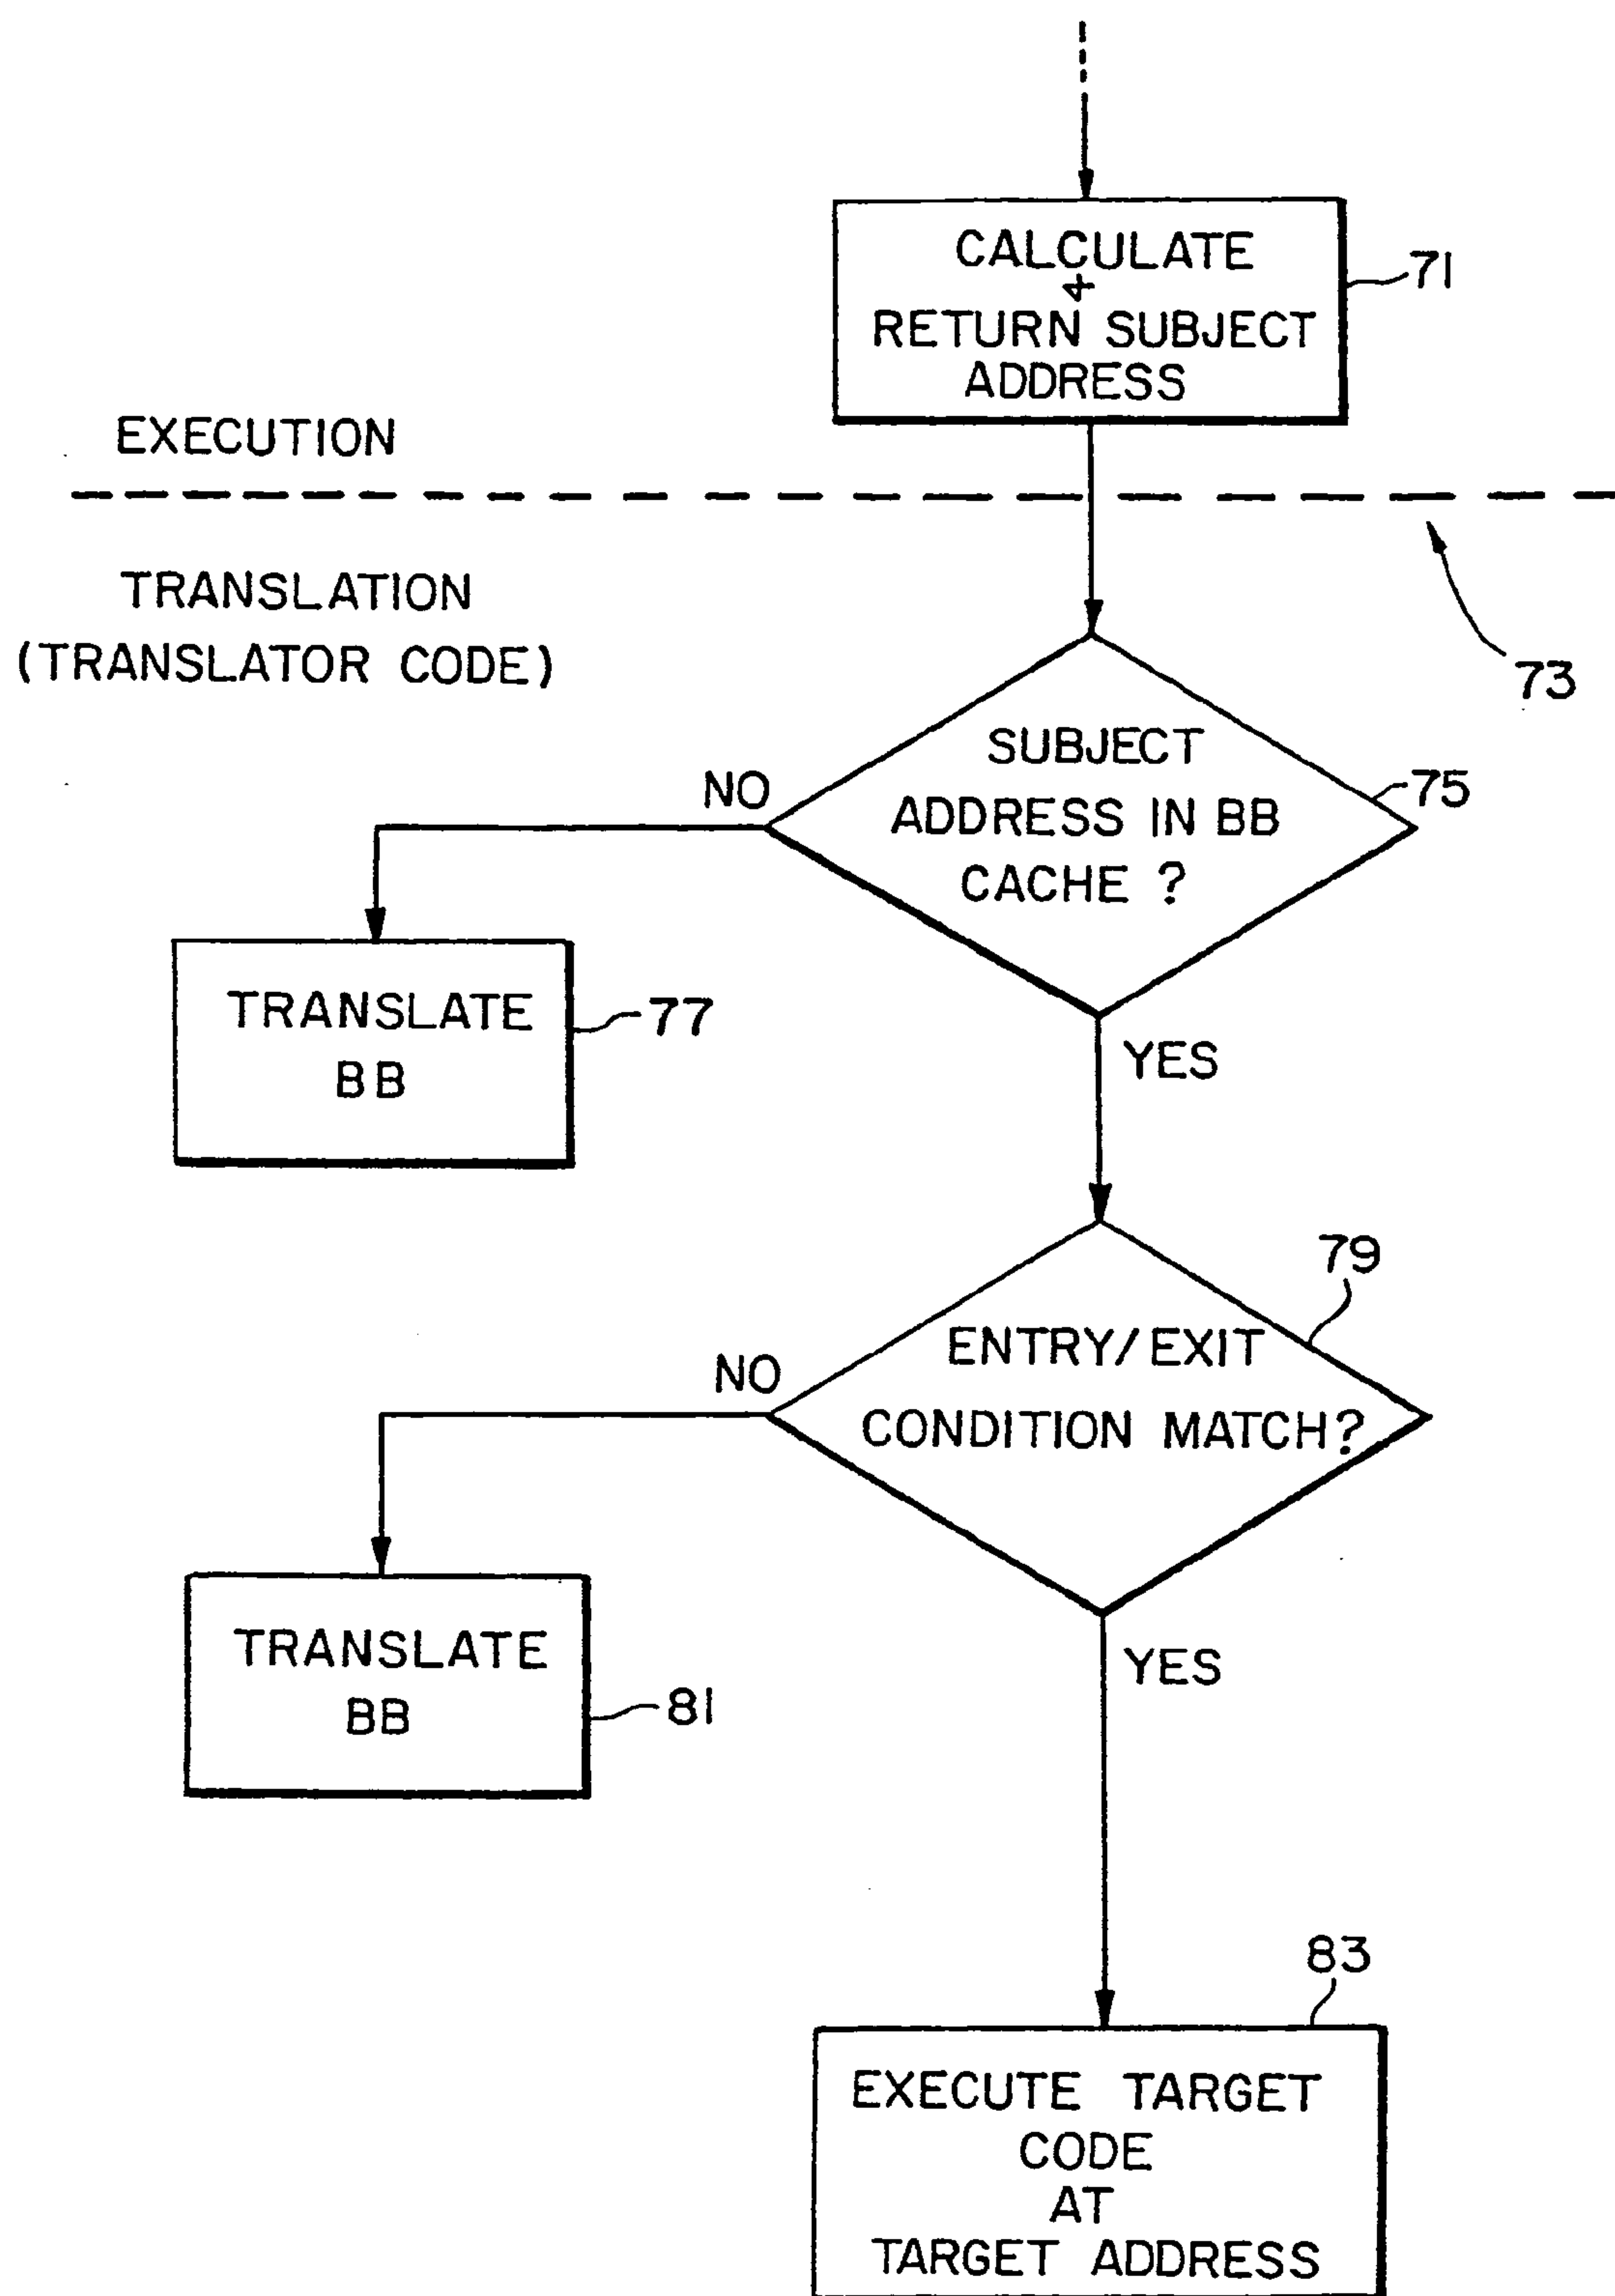 CALCULATE
&
RETURN SUBJECT
ADDRESS
71
EXECUTION
TRANSLATION
(TRANSLATOR CODE)
73
SUBJECT
ADDRESS IN BB
CACHE ?
75
NO
TRANSLATE
BB
77
YES
79
ENTRY/EXIT
CONDITION MATCH?
NO
TRANSLATE
BB
81
YES
83
EXECUTE TARGET
CODE
AT
TARGET ADDRESS